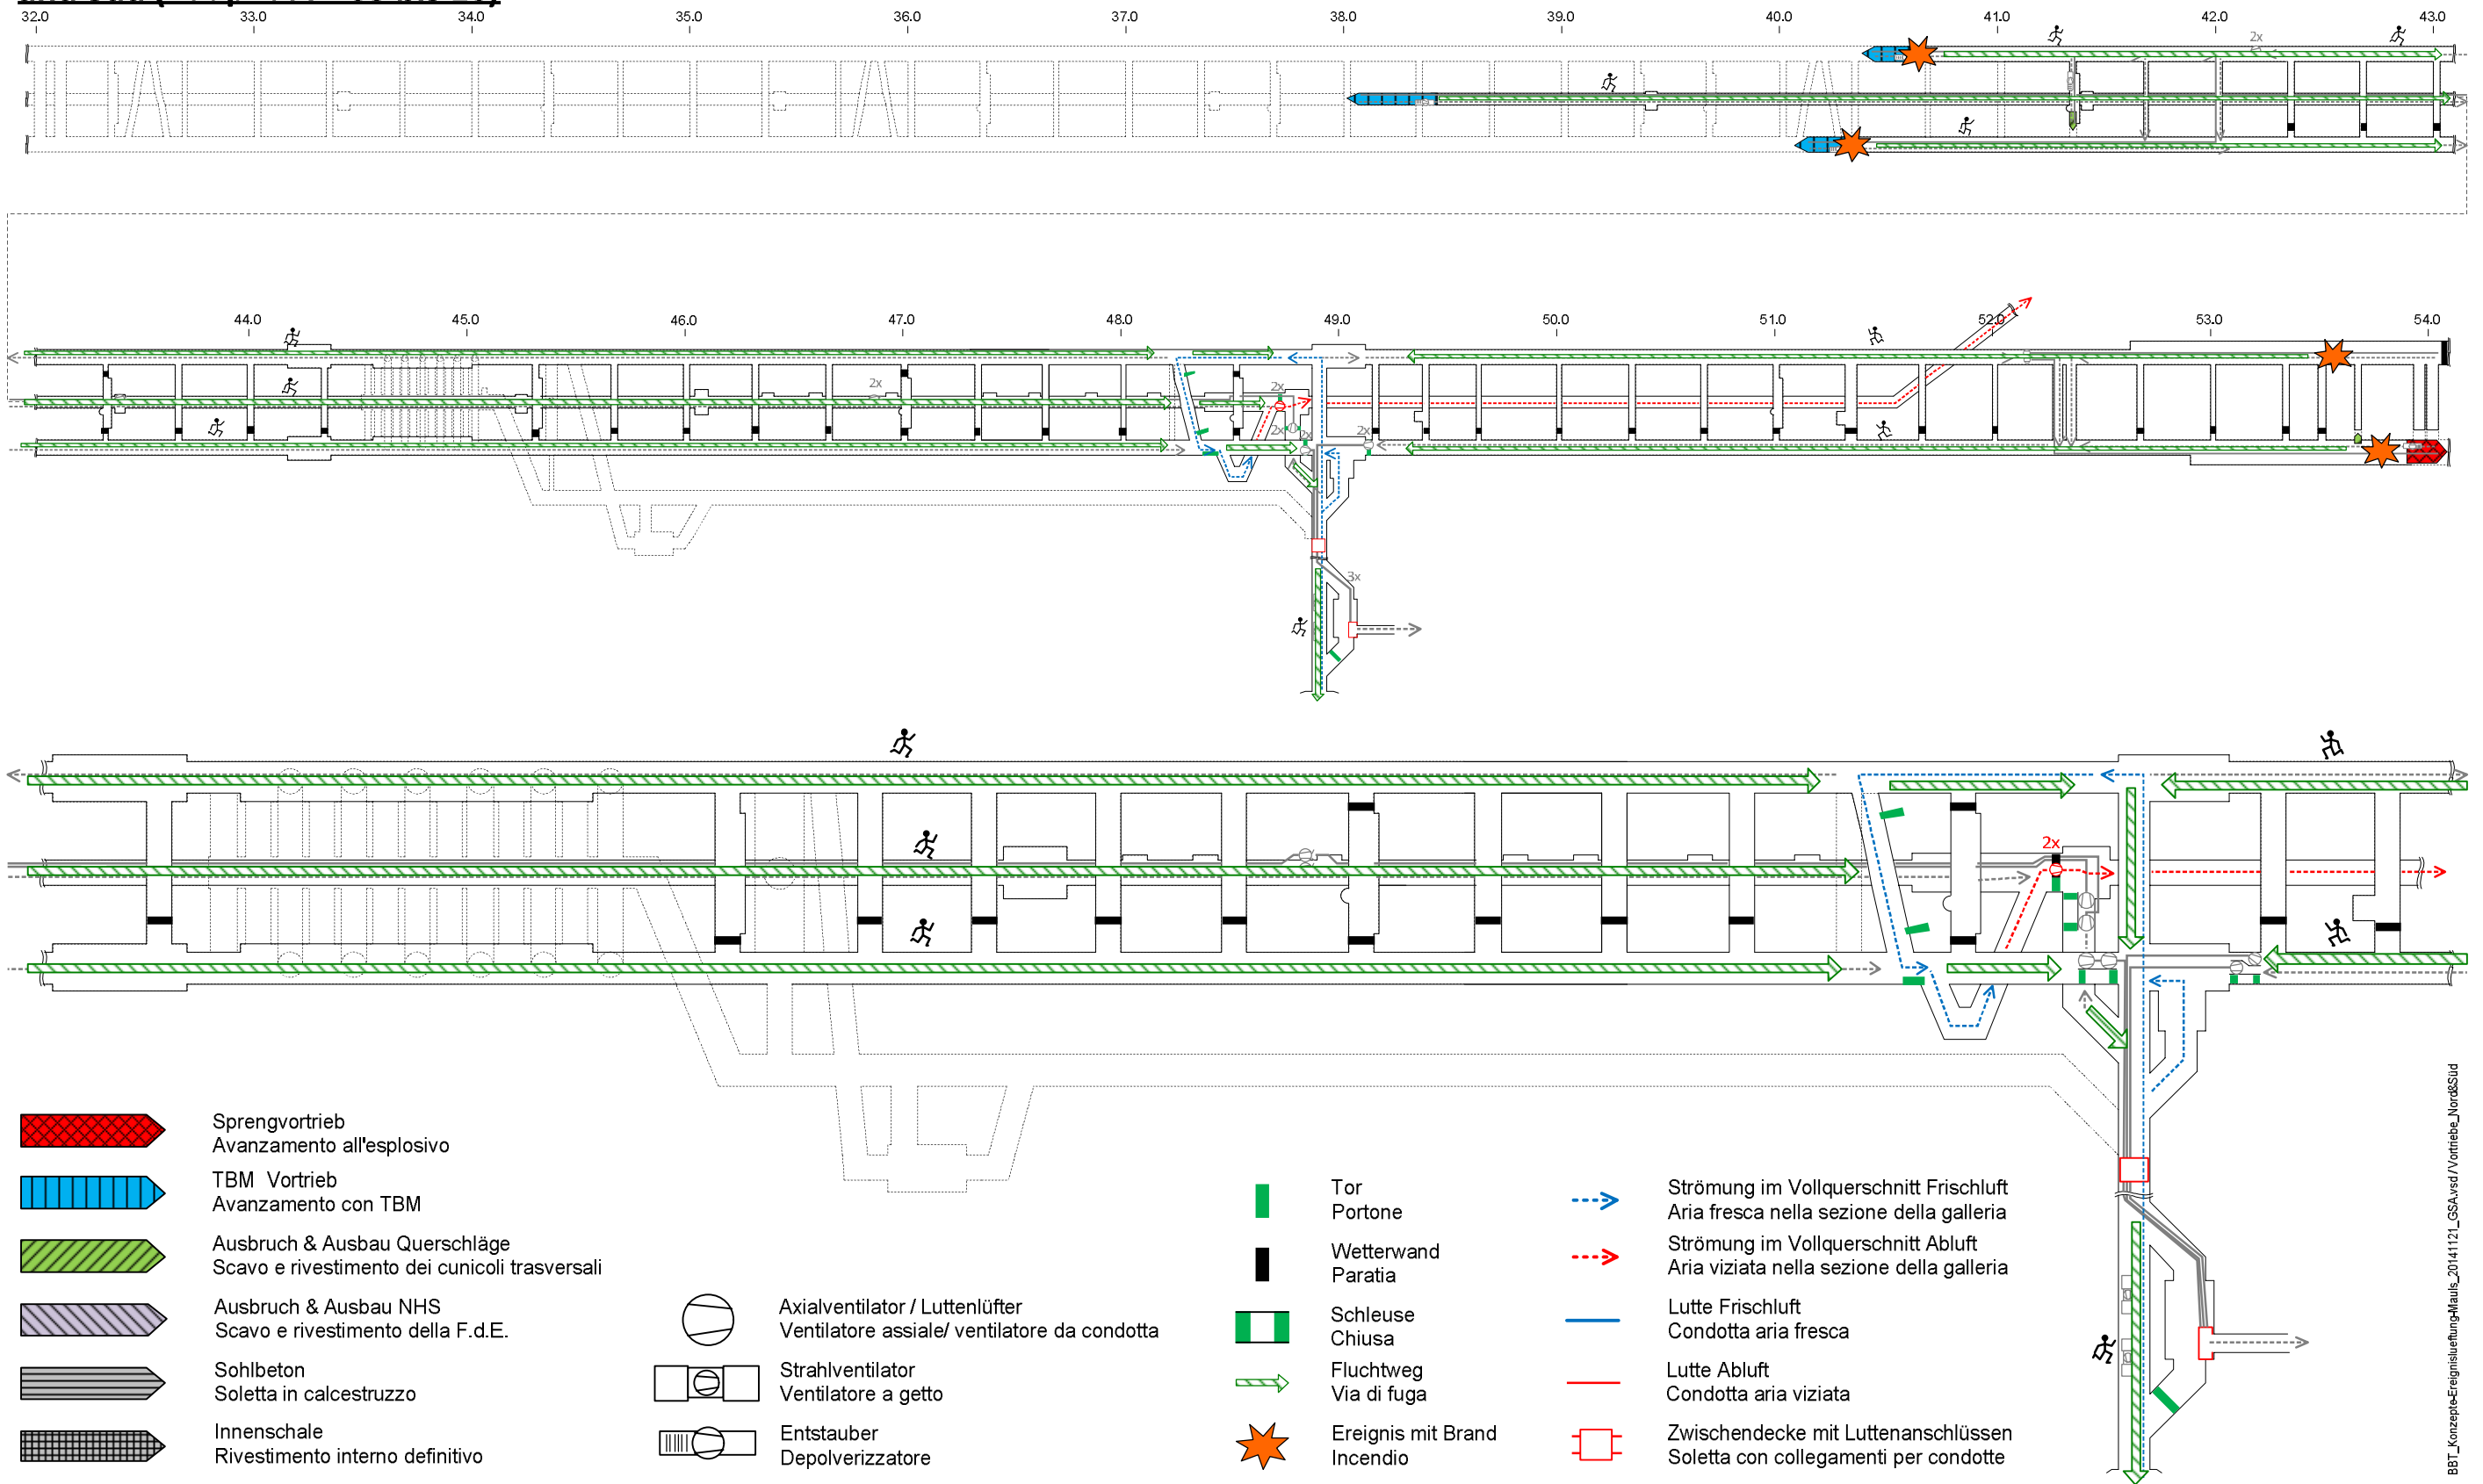 32.0 33.0 34.0 35.0 36.0 37.0 38.0 39.0 40.0 41.0 42.0 43.0
2x
44.0 45.0 46.0 47.0 48.0 49.0 50.0 51.0 52.0 53.0 54.0
2x
2x
2x
2x
2x
3x
2x
Sprengvortrieb
Avanzamento all'esplosivo
TBM Vortrieb
Avanzamento con TBM
Ausbruch & Ausbau Querschläge
Scavo e rivestimento dei cunicoli trasversali
Ausbruch & Ausbau NHS
Scavo e rivestimento della F.d.E.
Sohlbeton
Soletta in calcestruzzo
Innenschale
Rivestimento interno definitivo
Axialventilator / Luttenlüfter
Ventilatore assiale/ ventilatore da condotta
Strahlventilator
Ventilatore a getto
Entstauber
Depolverizzatore
Tor
Portone
Wetterwand
Paratia
Schleuse
Chiusa
Fluchtweg
Via di fuga
Ereignis mit Brand
Incendio
Strömung im Vollquerschnitt Frischluft
Aria fresca nella sezione della galleria
Strömung im Vollquerschnitt Abluft
Aria viziata nella sezione della galleria
Lutte Frischluft
Condotta aria fresca
Lutte Abluft
Condotta aria viziata
Zwischendecke mit Luttenanschlüssen
Soletta con collegamenti per condotte
BBT_Konzepte-Ereignislueftung-Mauls_20141121_GSA.vsd / Vortriebe_Nord&Süd